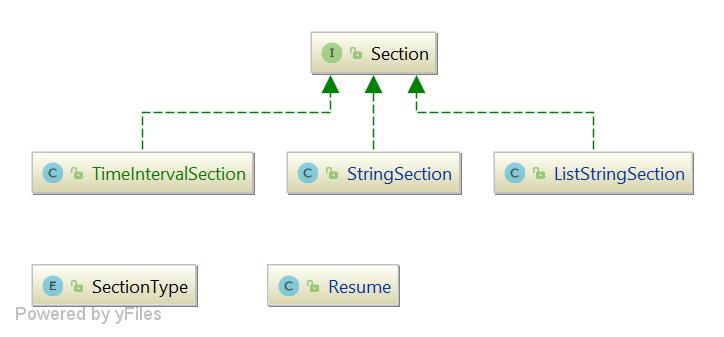 I Section
C TimeIntervalSection
C StringSection
C ListStringSection
E SectionType
C Resume
Powered by yFiles